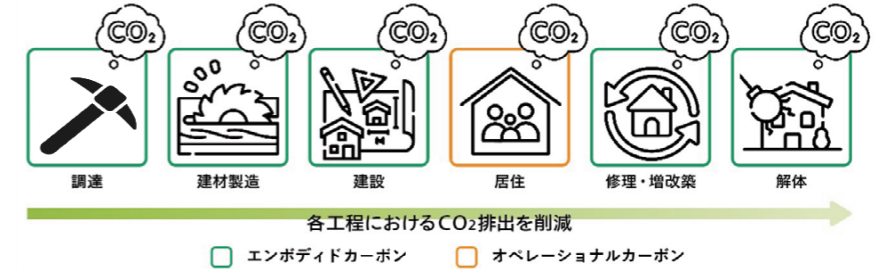 CO₂ CO₂ CO₂ CO₂ CO₂ CO₂
調達 建材製造 建設 居住 修理・増改築 解体
各工程におけるCO₂排出を削減
エンボディドカーボン オペレーショナルカーボン